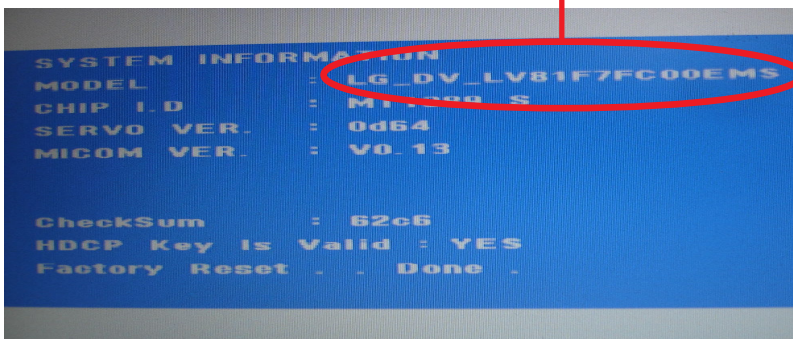 SYSTEM INFORMATION
MODEL : LG_DV_LV81F7FC00EMS
CHIP I.D :
SERVO VER. : 0d64
MICOM VER. : V0.13
CheckSum : 62c6
HDCP Key Is Valid : YES
Factory Reset . . Done .